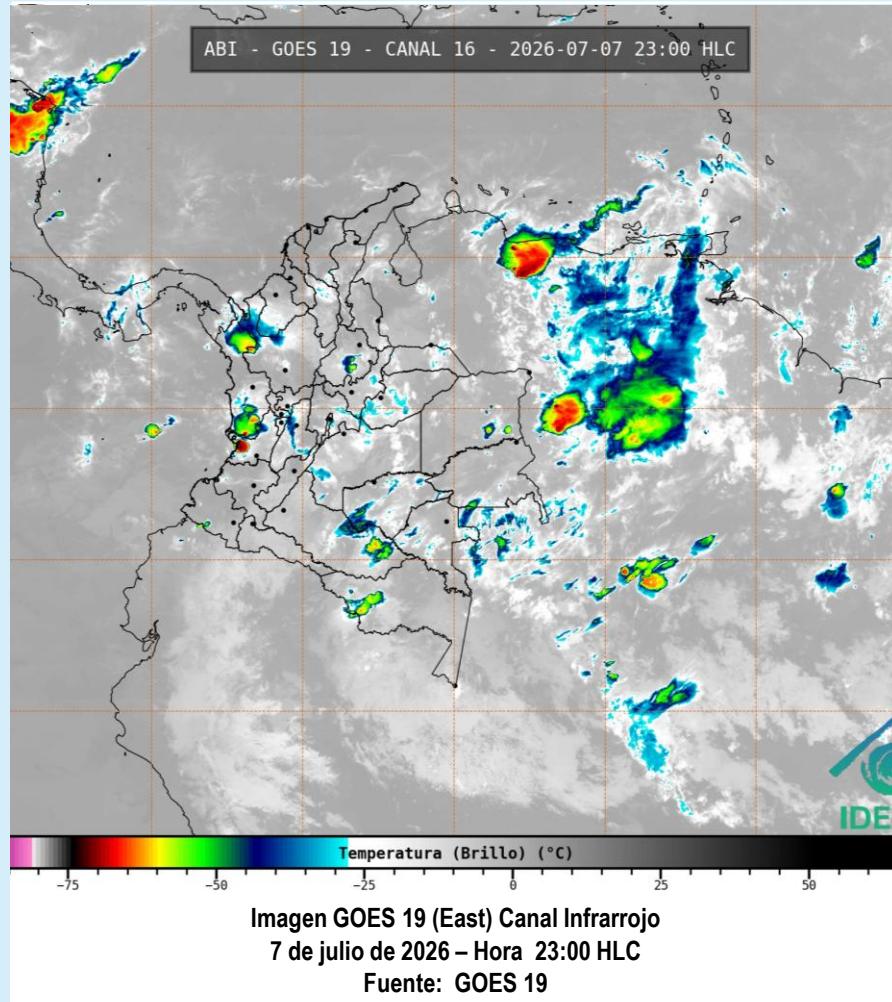 ABI - GOES 19 - CANAL 16 - 2026-07-07 23:00 HLC
Temperatura (Brillo) (°C)
−75 −50 −25 0 25 50
Imagen GOES 19 (East) Canal Infrarrojo
7 de julio de 2026 – Hora 23:00 HLC
Fuente: GOES 19